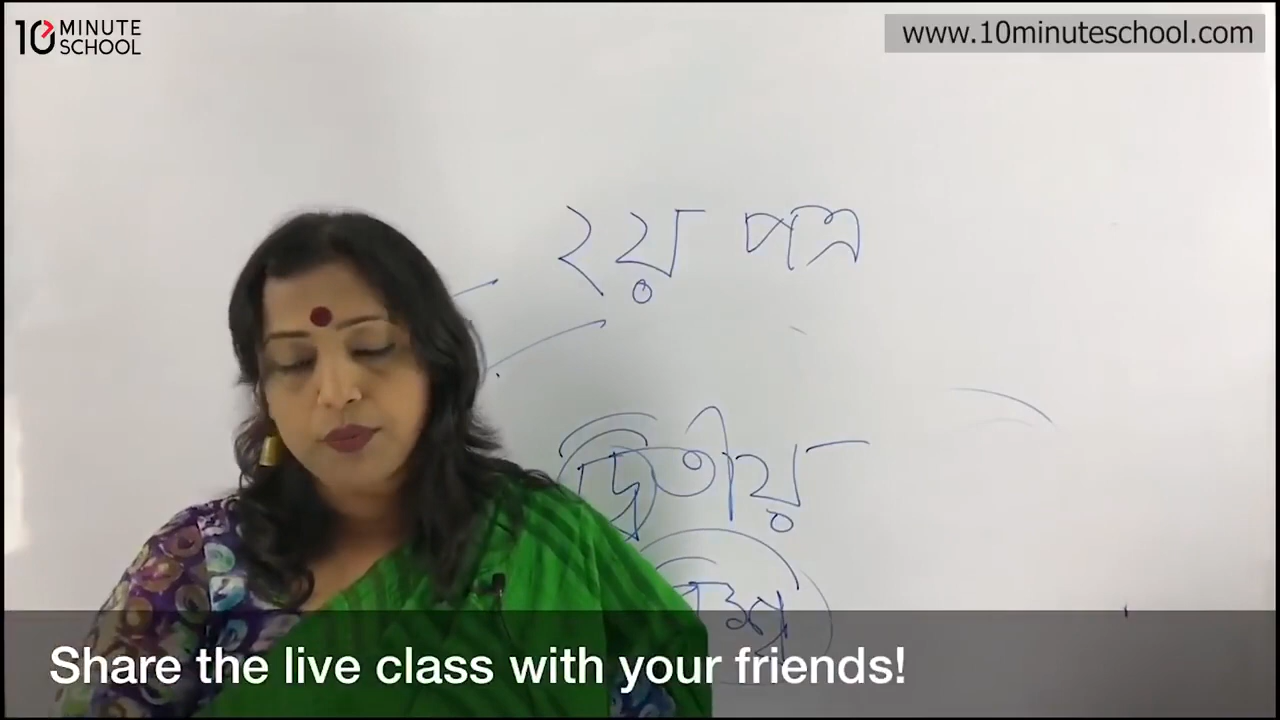 10 MINUTE
SCHOOL
www.10minuteschool.com
২য় পত্র
দ্বিতীয়
Share the live class with your friends!